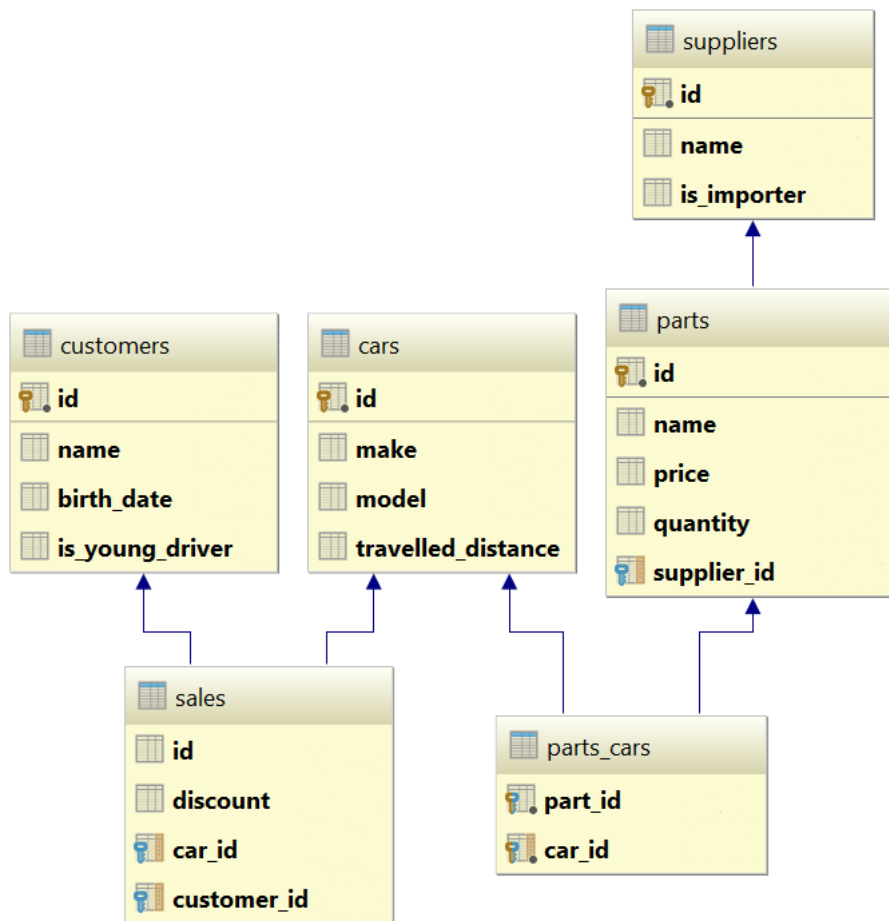 suppliers
id
name
is_importer
customers
id
name
birth_date
is_young_driver
cars
id
make
model
travelled_distance
parts
id
name
price
quantity
supplier_id
sales
id
discount
car_id
customer_id
parts_cars
part_id
car_id